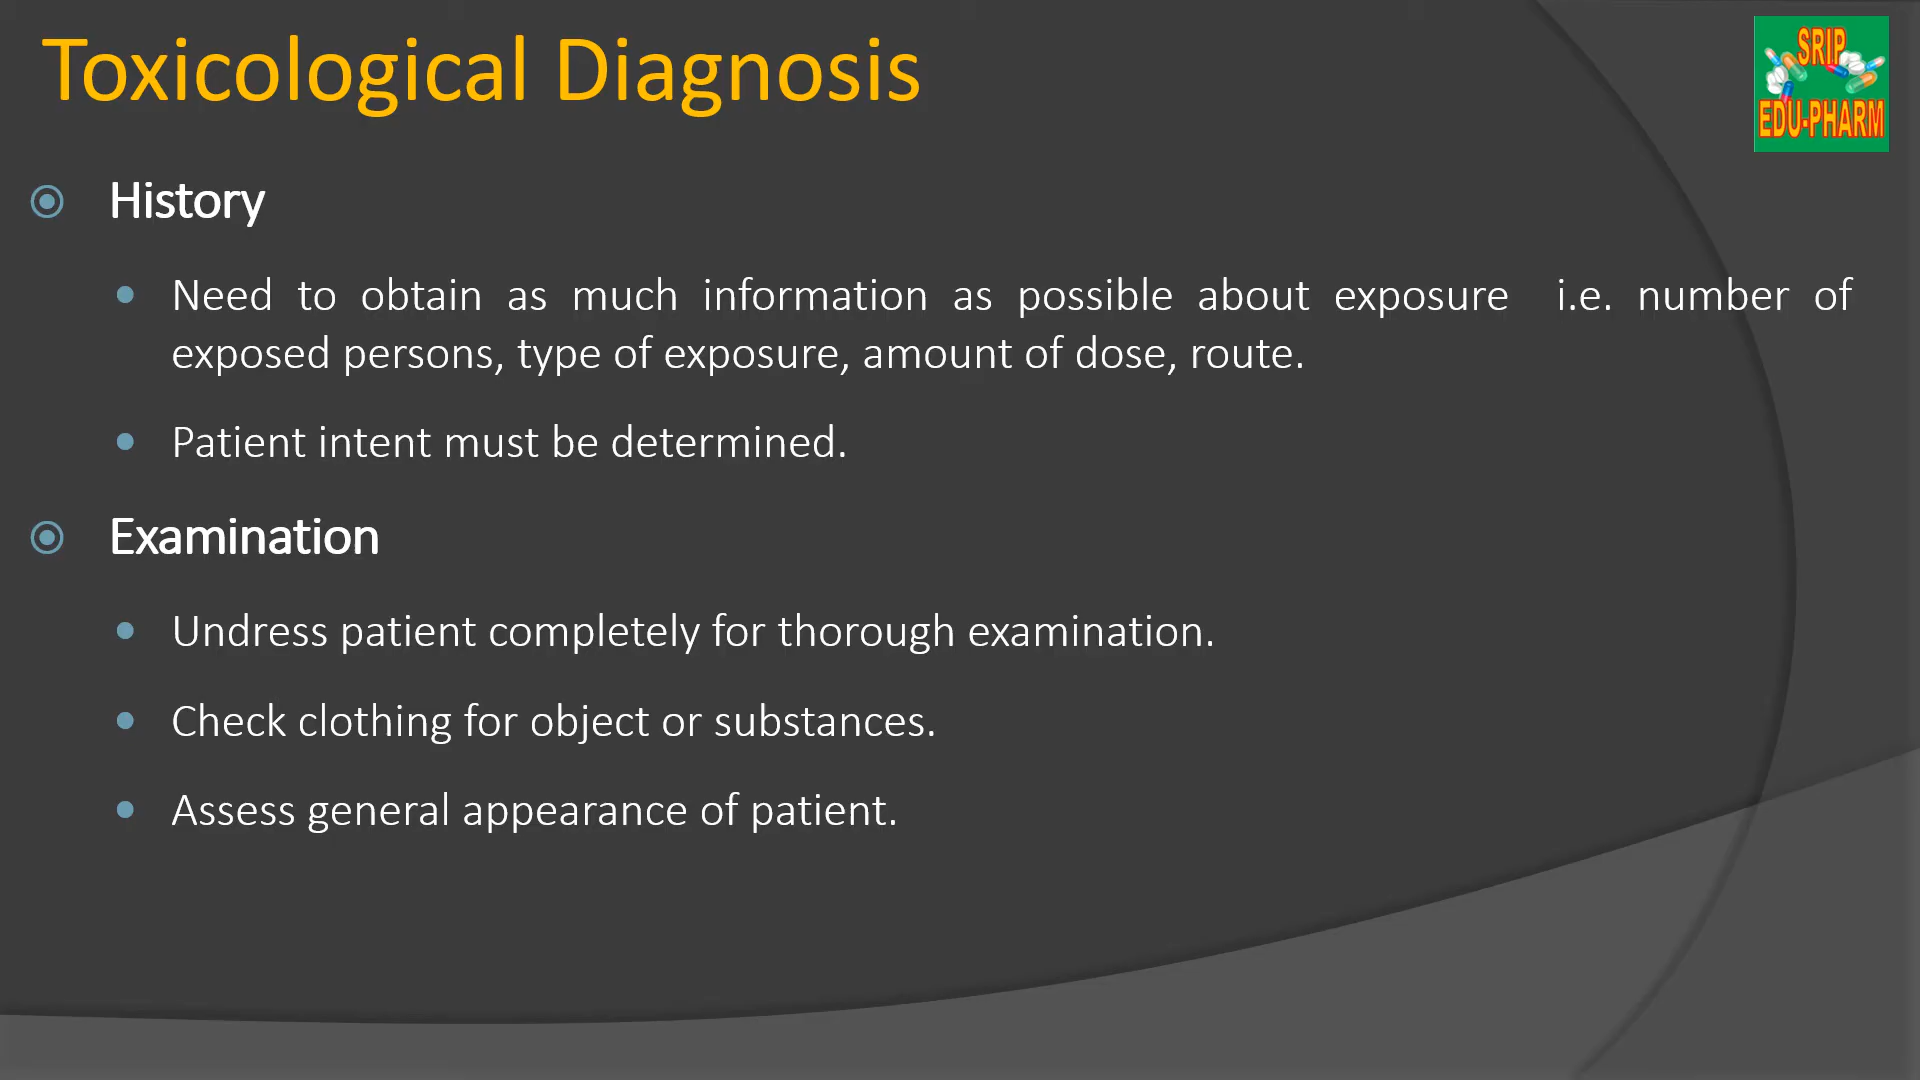 Toxicological Diagnosis
SRIP
EDU-PHARM
History
Need to obtain as much information as possible about exposure i.e. number of
exposed persons, type of exposure, amount of dose, route.
Patient intent must be determined.
Examination
Undress patient completely for thorough examination.
Check clothing for object or substances.
Assess general appearance of patient.